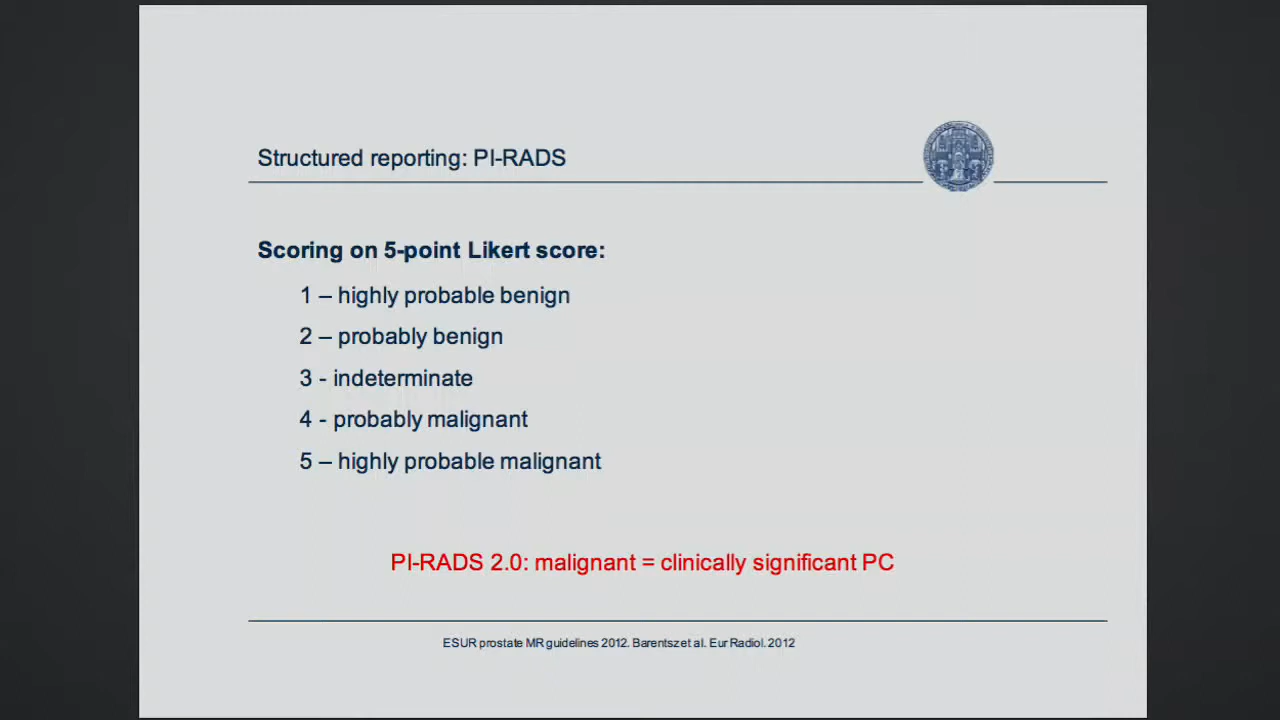 Structured reporting: PI-RADS
Scoring on 5-point Likert score:
1 – highly probable benign
2 – probably benign
3 - indeterminate
4 - probably malignant
5 – highly probable malignant
PI-RADS 2.0: malignant = clinically significant PC
ESUR prostate MR guidelines 2012. Barentsz et al. Eur Radiol. 2012